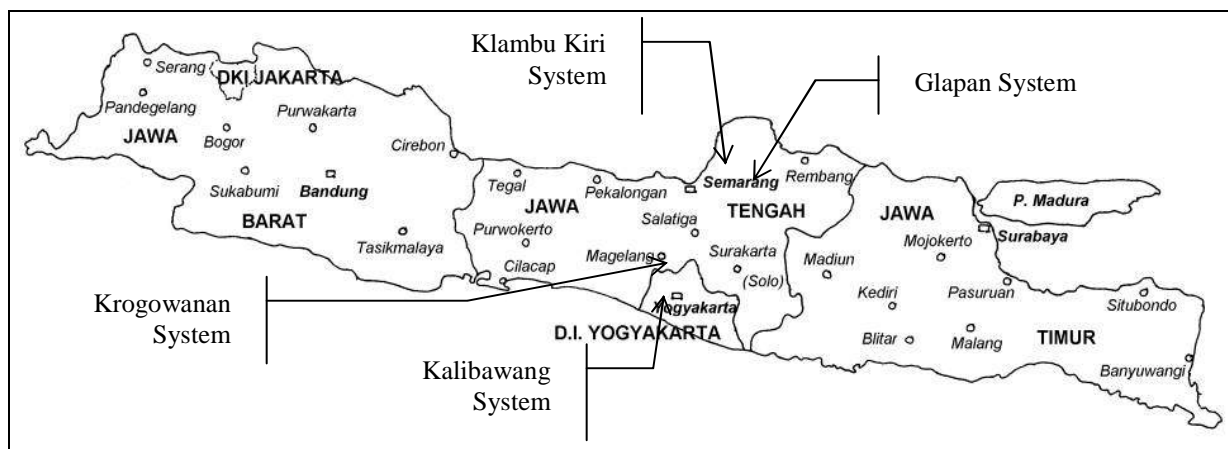 Klambu Kiri
System
Glapan System
Serang
DKI JAKARTA
Pandegelang
Purwakarta
JAWA
Bogor
Cirebon
Sukabumi
Bandung
BARAT
Tasikmalaya
Tegal
Pekalongan
Semarang
Rembang
JAWA
TENGAH
Salatiga
Purwokerto
Magelang
Surakarta
(Solo)
Cilacap
Yogyakarta
D.I. YOGYAKARTA
JAWA
P. Madura
Surabaya
Mojokerto
Madiun
Kediri
Pasuruan
Situbondo
Blitar
Malang
TIMUR
Banyuwangi
Krogowanan
System
Kalibawang
System